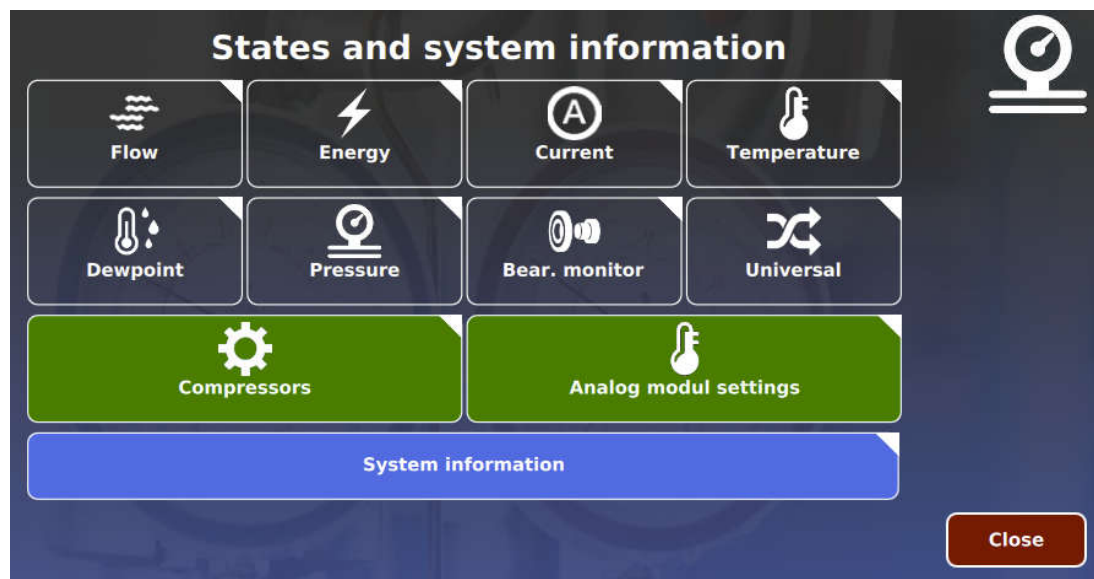 States and system information
Flow
Energy
A
Current
Temperature
Dewpoint
Pressure
Bear. monitor
Universal
Compressors
Analog modul settings
System information
Close